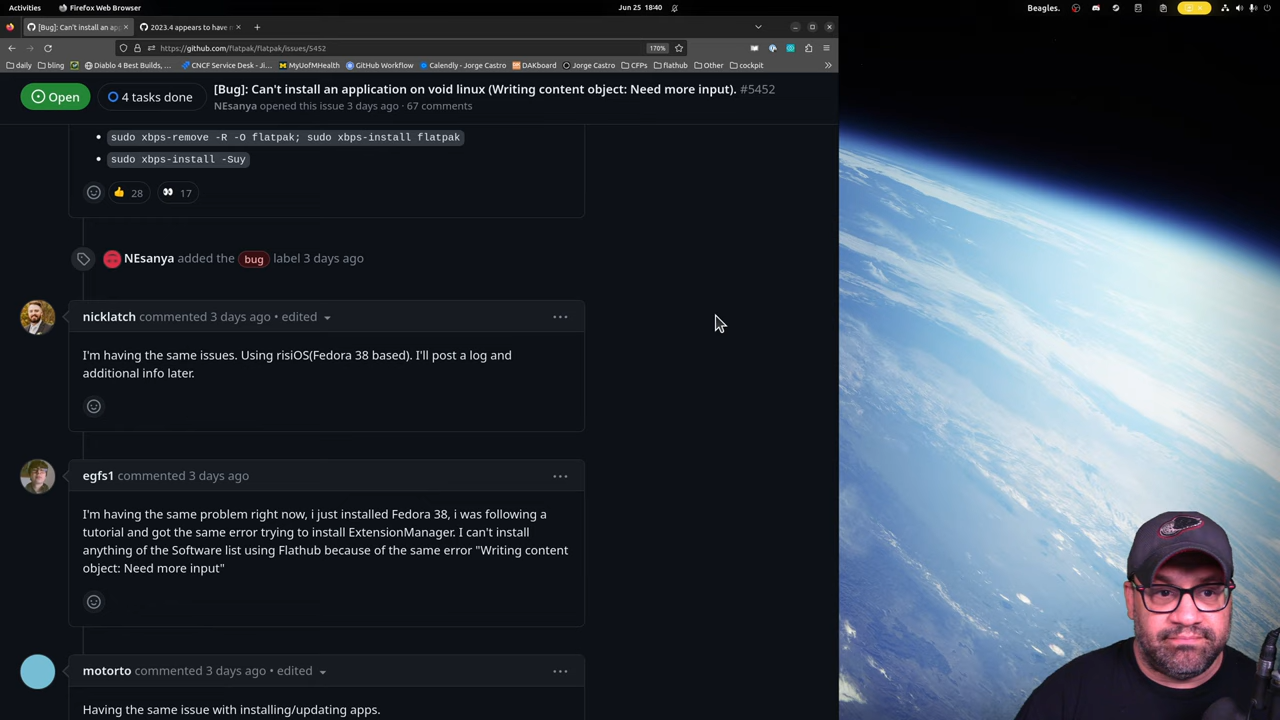 Activities
Firefox Web Browser
Jun 25 18:40
Beagles.
[Bug]: Can't install an app
2023.4 appears to have
https://github.com/flatpak/flatpak/issues/5452
170%
daily
bling
Diablo 4 Best Builds, ...
CNCF Service Desk - Ji...
MyUofMHealth
GitHub Workflow
Calendly - Jorge Castro
DAKboard
Jorge Castro
CFPs
flathub
Other
cockpit
Open
4 tasks done
[Bug]: Can't install an application on void linux (Writing content object: Need more input). #5452
NEsanya opened this issue 3 days ago · 67 comments
• sudo xbps-remove -R -O flatpak; sudo xbps-install flatpak
• sudo xbps-install -Suy
28
17
NEsanya added the bug label 3 days ago
nicklatch commented 3 days ago • edited
I'm having the same issues. Using risiOS(Fedora 38 based). I'll post a log and
additional info later.
egfs1 commented 3 days ago
I'm having the same problem right now, i just installed Fedora 38, i was following a
tutorial and got the same error trying to install ExtensionManager. I can't install
anything of the Software list using Flathub because of the same error "Writing content
object: Need more input"
motorto commented 3 days ago • edited
Having the same issue with installing/updating apps.